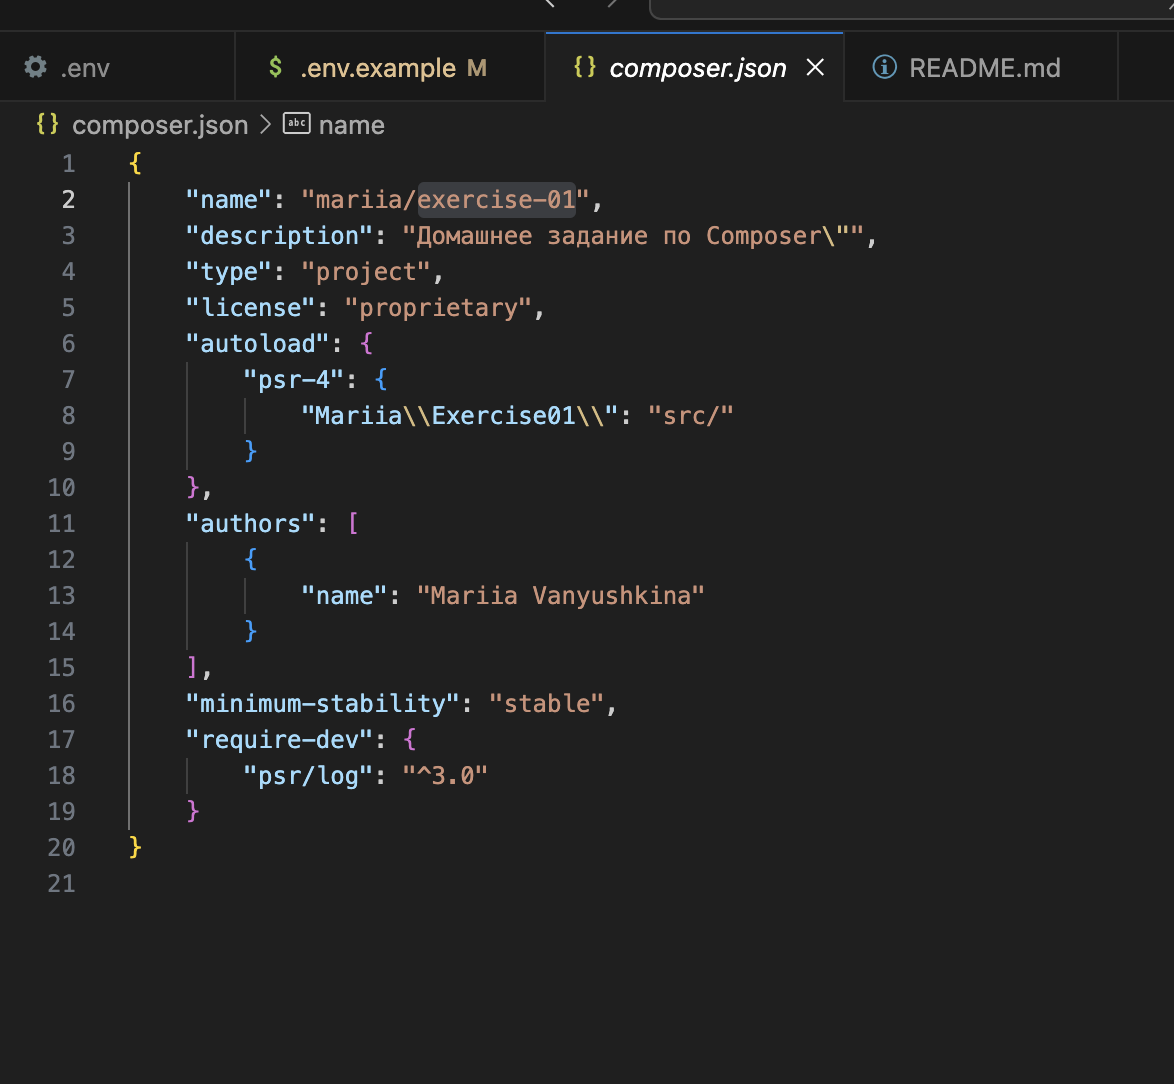 .env
$ .env.example M
{} composer.json ×
README.md
{} composer.json > abc name
1 {
2 "name": "mariia/exercise-01",
3 "description": "Домашнее задание по Composer\"",
4 "type": "project",
5 "license": "proprietary",
6 "autoload": {
7 "psr-4": {
8 "Mariia\\Exercise01\\": "src/"
9 }
10 },
11 "authors": [
12 {
13 "name": "Mariia Vanyushkina"
14 }
15 ],
16 "minimum-stability": "stable",
17 "require-dev": {
18 "psr/log": "^3.0"
19 }
20 }
21